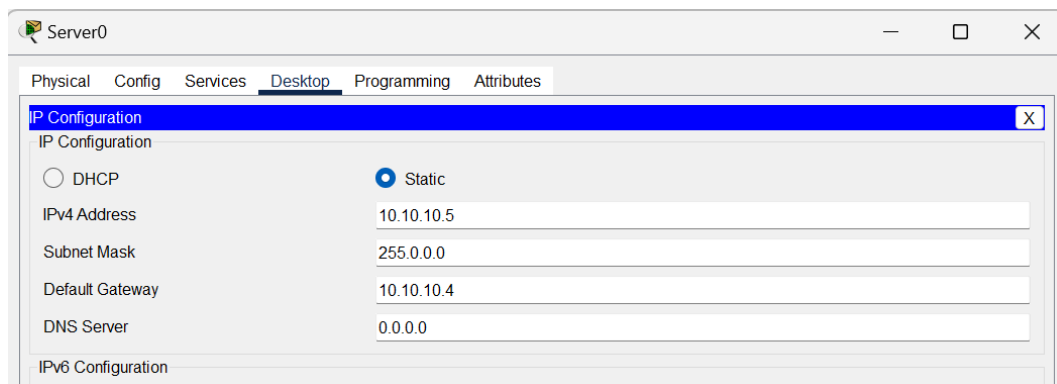 Server0
Physical Config Services Desktop Programming Attributes
IP Configuration X
IP Configuration
DHCP Static
IPv4 Address 10.10.10.5
Subnet Mask 255.0.0.0
Default Gateway 10.10.10.4
DNS Server 0.0.0.0
IPv6 Configuration